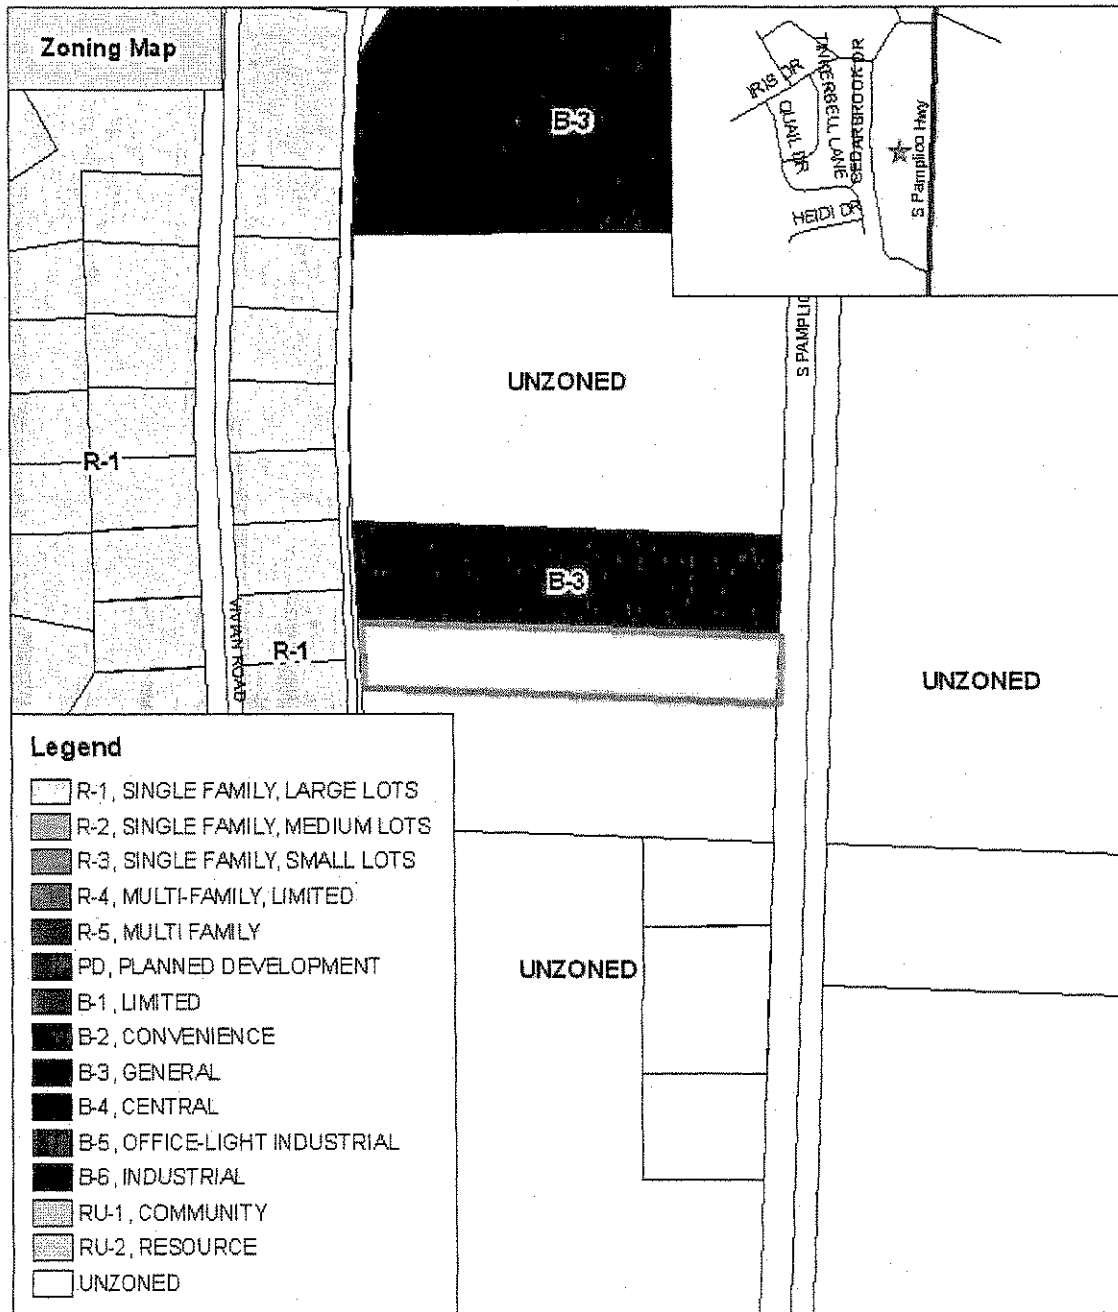 Zoning Map
B-3
IRIS DR
TINKERBELL LANE
CEDARBROOK DR
QUAIL DR
S Pamplico Hwy
HEIDI DR
S PAMPLICO
UNZONED
R-1
B-3
VIVIAN ROAD
R-1
UNZONED
UNZONED
Legend
R-1, SINGLE FAMILY, LARGE LOTS
R-2, SINGLE FAMILY, MEDIUM LOTS
R-3, SINGLE FAMILY, SMALL LOTS
R-4, MULTI-FAMILY, LIMITED
R-5, MULTI FAMILY
PD, PLANNED DEVELOPMENT
B-1, LIMITED
B-2, CONVENIENCE
B-3, GENERAL
B-4, CENTRAL
B-5, OFFICE-LIGHT INDUSTRIAL
B-6, INDUSTRIAL
RU-1, COMMUNITY
RU-2, RESOURCE
UNZONED